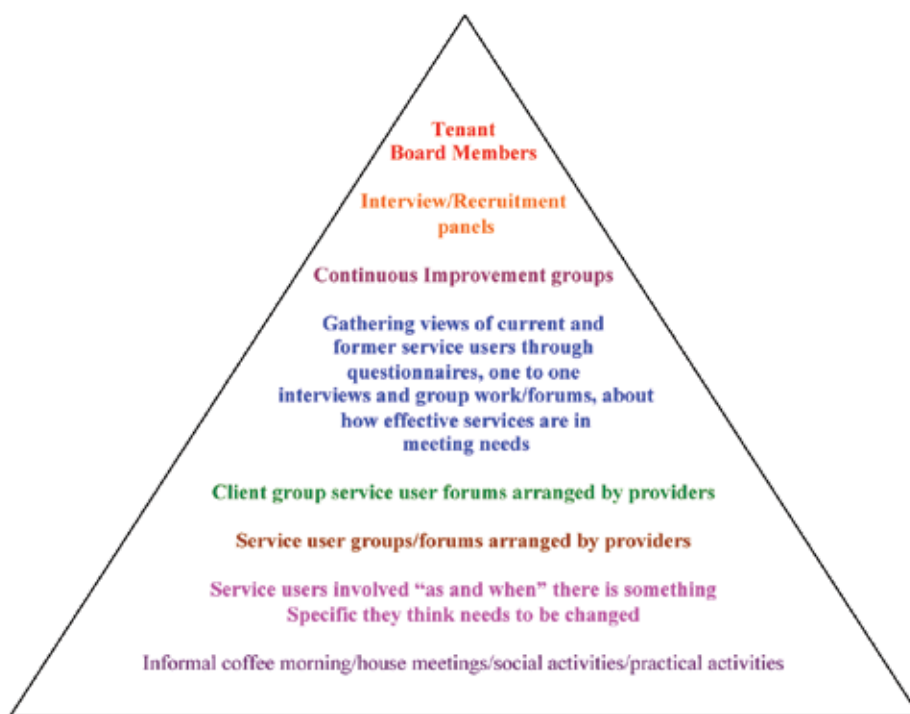 Tenant
Board Members
Interview/Recruitment
panels
Continuous Improvement groups
Gathering views of current and
former service users through
questionnaires, one to one
interviews and group work/forums, about
how effective services are in
meeting needs
Client group service user forums arranged by providers
Service user groups/forums arranged by providers
Service users involved “as and when” there is something
Specific they think needs to be changed
Informal coffee morning/house meetings/social activities/practical activities